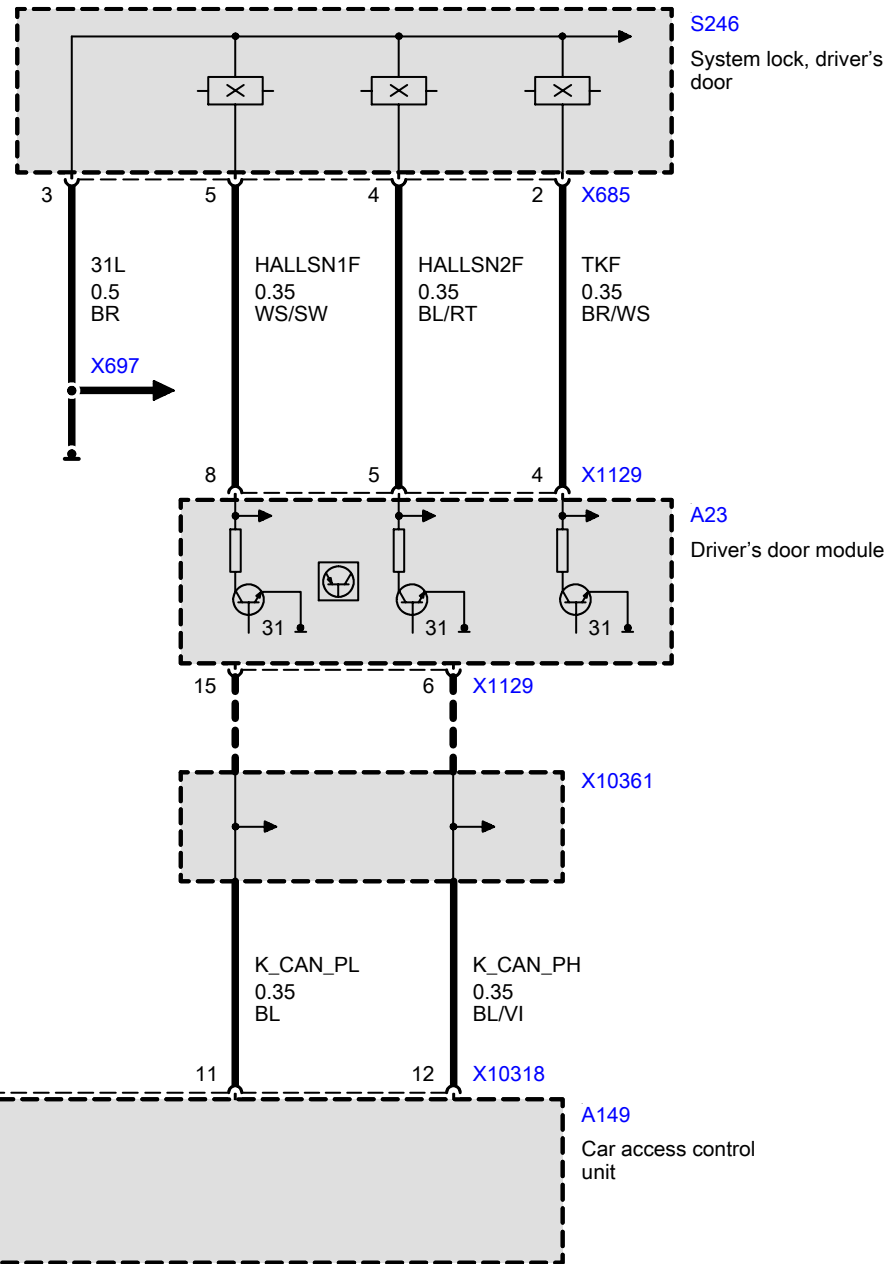 S246
System lock, driver's
door
3
5
4
2
X685
31L
0.5
BR
HALLSN1F
0.35
WS/SW
HALLSN2F
0.35
BL/RT
TKF
0.35
BR/WS
X697
8
5
4
X1129
A23
Driver’s door module
31
31
31
15
6
X1129
X10361
K_CAN_PL
0.35
BL
K_CAN_PH
0.35
BL/VI
11
12
X10318
A149
Car access control
unit